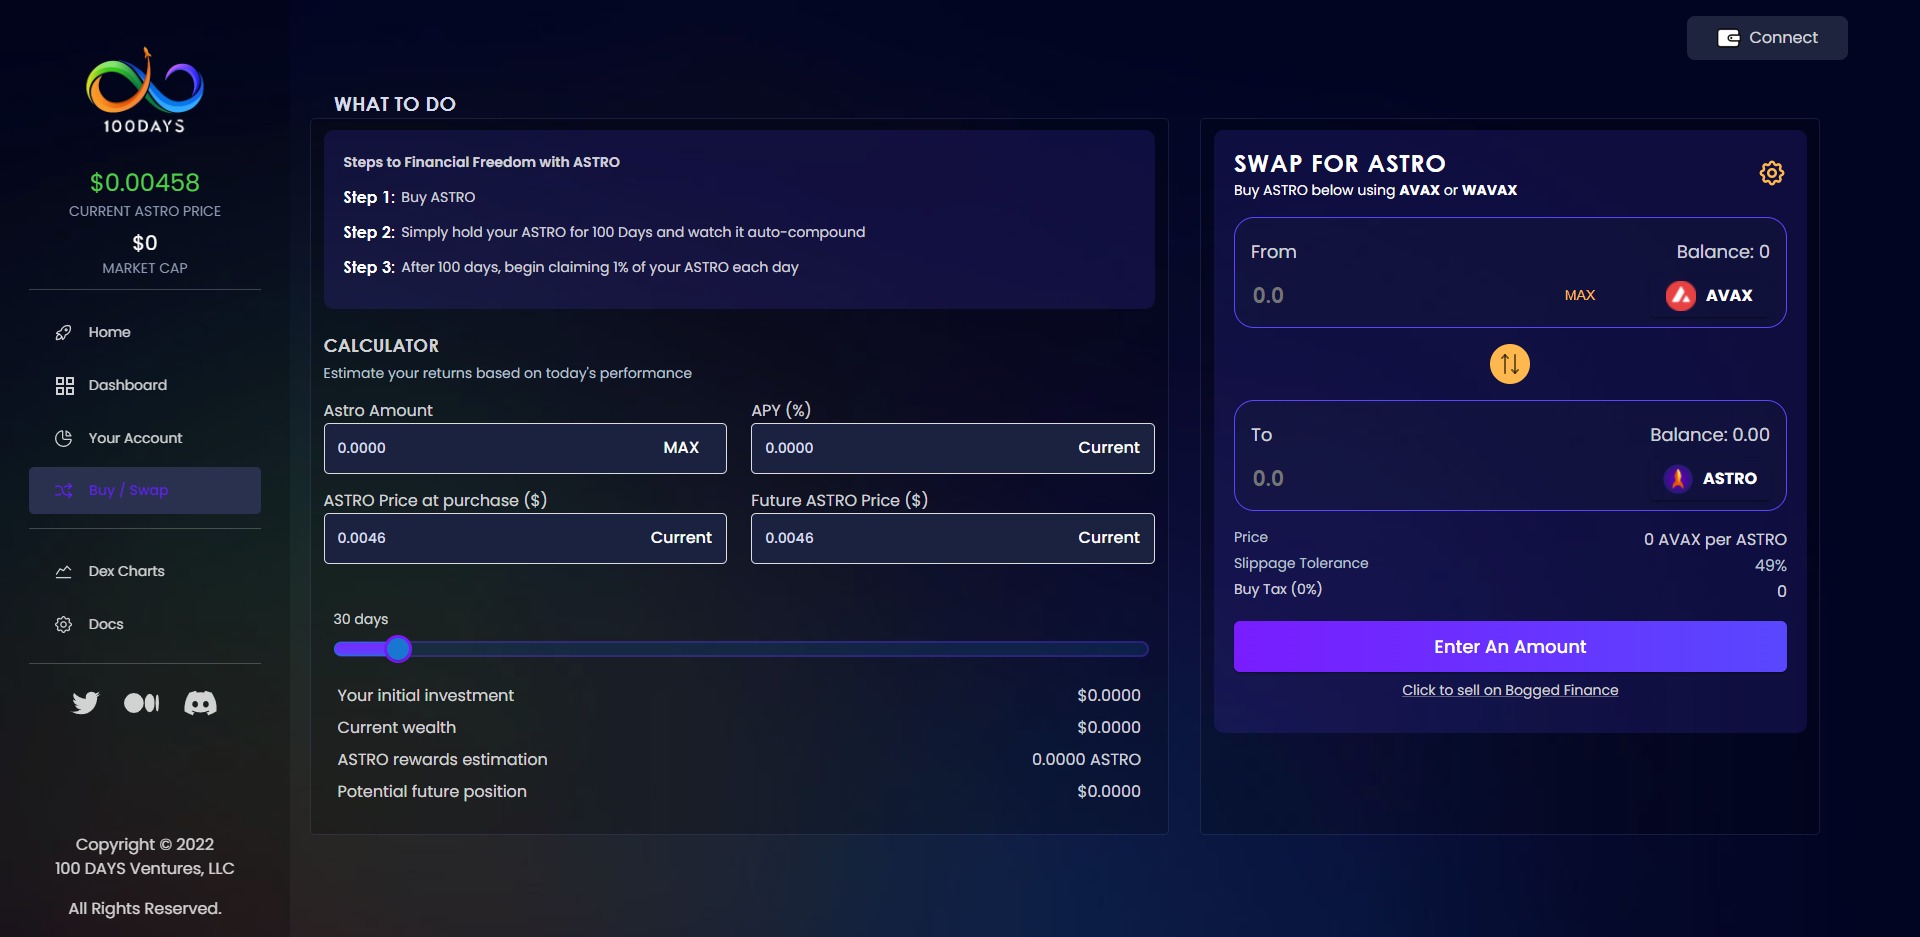 100DAYS
$0.00458
CURRENT ASTRO PRICE
$0
MARKET CAP
Home
Dashboard
Your Account
Buy / Swap
Dex Charts
Docs
Copyright © 2022
100 DAYS Ventures, LLC
All Rights Reserved.
Connect
WHAT TO DO
Steps to Financial Freedom with ASTRO
Step 1: Buy ASTRO
Step 2: Simply hold your ASTRO for 100 Days and watch it auto-compound
Step 3: After 100 days, begin claiming 1% of your ASTRO each day
CALCULATOR
Estimate your returns based on today's performance
Astro Amount
0.0000 MAX
APY (%)
0.0000 Current
ASTRO Price at purchase ($)
0.0046 Current
Future ASTRO Price ($)
0.0046 Current
30 days
Your initial investment $0.0000
Current wealth $0.0000
ASTRO rewards estimation 0.0000 ASTRO
Potential future position $0.0000
SWAP FOR ASTRO
Buy ASTRO below using AVAX or WAVAX
From Balance: 0
0.0 MAX AVAX
To Balance: 0.00
0.0 ASTRO
Price 0 AVAX per ASTRO
Slippage Tolerance 49%
Buy Tax (0%) 0
Enter An Amount
Click to sell on Bogged Finance